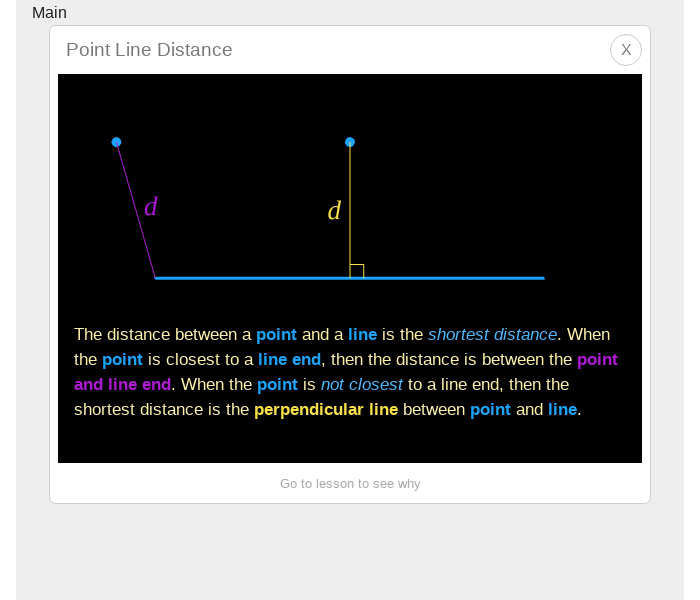 Main
Point Line Distance
X
d
d
The distance between a point and a line is the shortest distance. When
the point is closest to a line end, then the distance is between the point
and line end. When the point is not closest to a line end, then the
shortest distance is the perpendicular line between point and line.
Go to lesson to see why